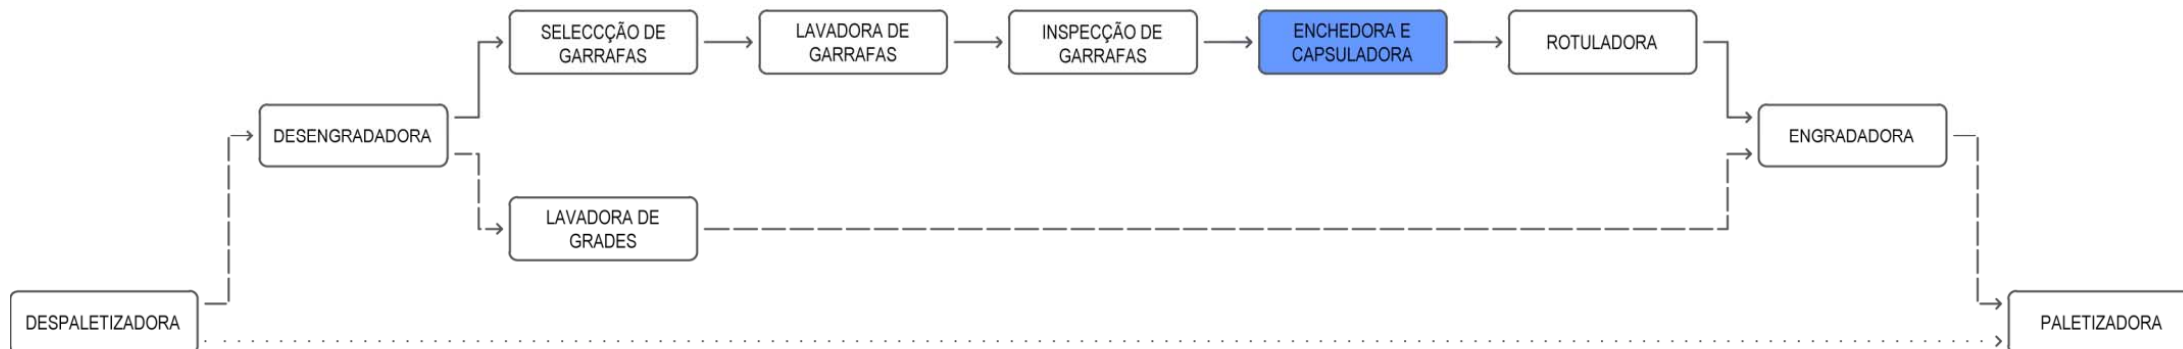 SELECCÇÃO DE
GARRAFAS
LAVADORA DE
GARRAFAS
INSPECÇÃO DE
GARRAFAS
ENCHEDORA E
CAPSULADORA
ROTULADORA
DESENGRADADORA
ENGRADADORA
LAVADORA DE
GRADES
DESPALETIZADORA
PALETIZADORA